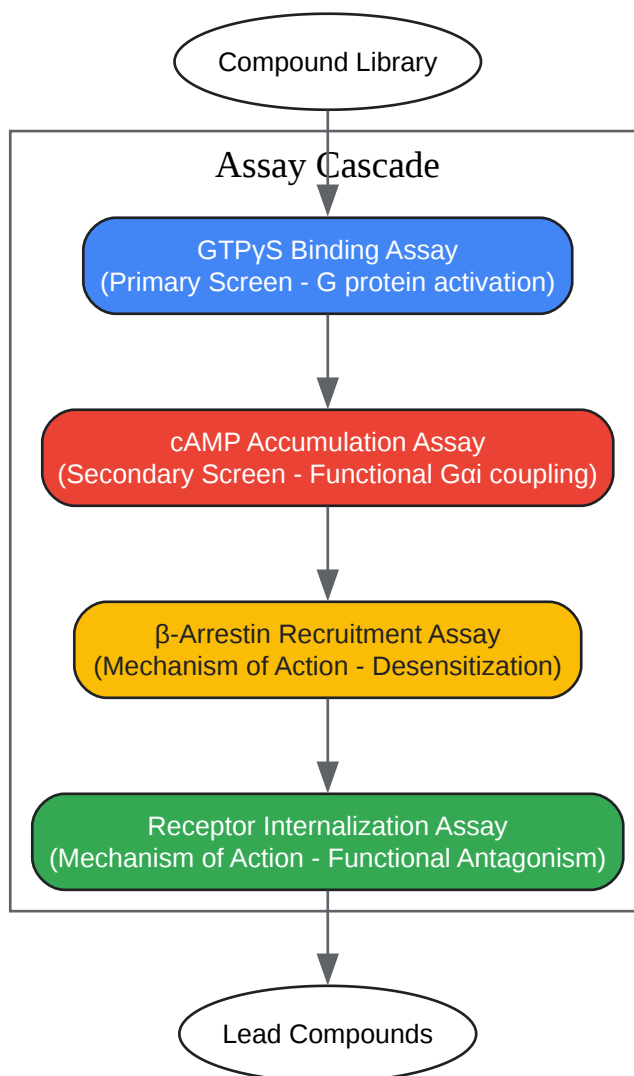 Compound Library
Assay Cascade
GTPγS Binding Assay
(Primary Screen - G protein activation)
cAMP Accumulation Assay
(Secondary Screen - Functional Gαi coupling)
β-Arrestin Recruitment Assay
(Mechanism of Action - Desensitization)
Receptor Internalization Assay
(Mechanism of Action - Functional Antagonism)
Lead Compounds